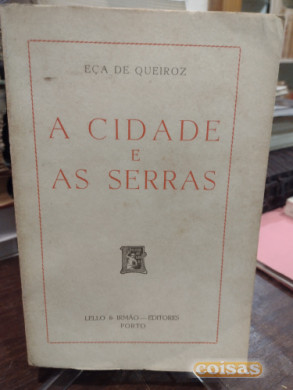 EÇA DE QUEIROZ
A CIDADE
E
AS SERRAS
LELLO & IRMÃO — EDITORES
PORTO
coisas